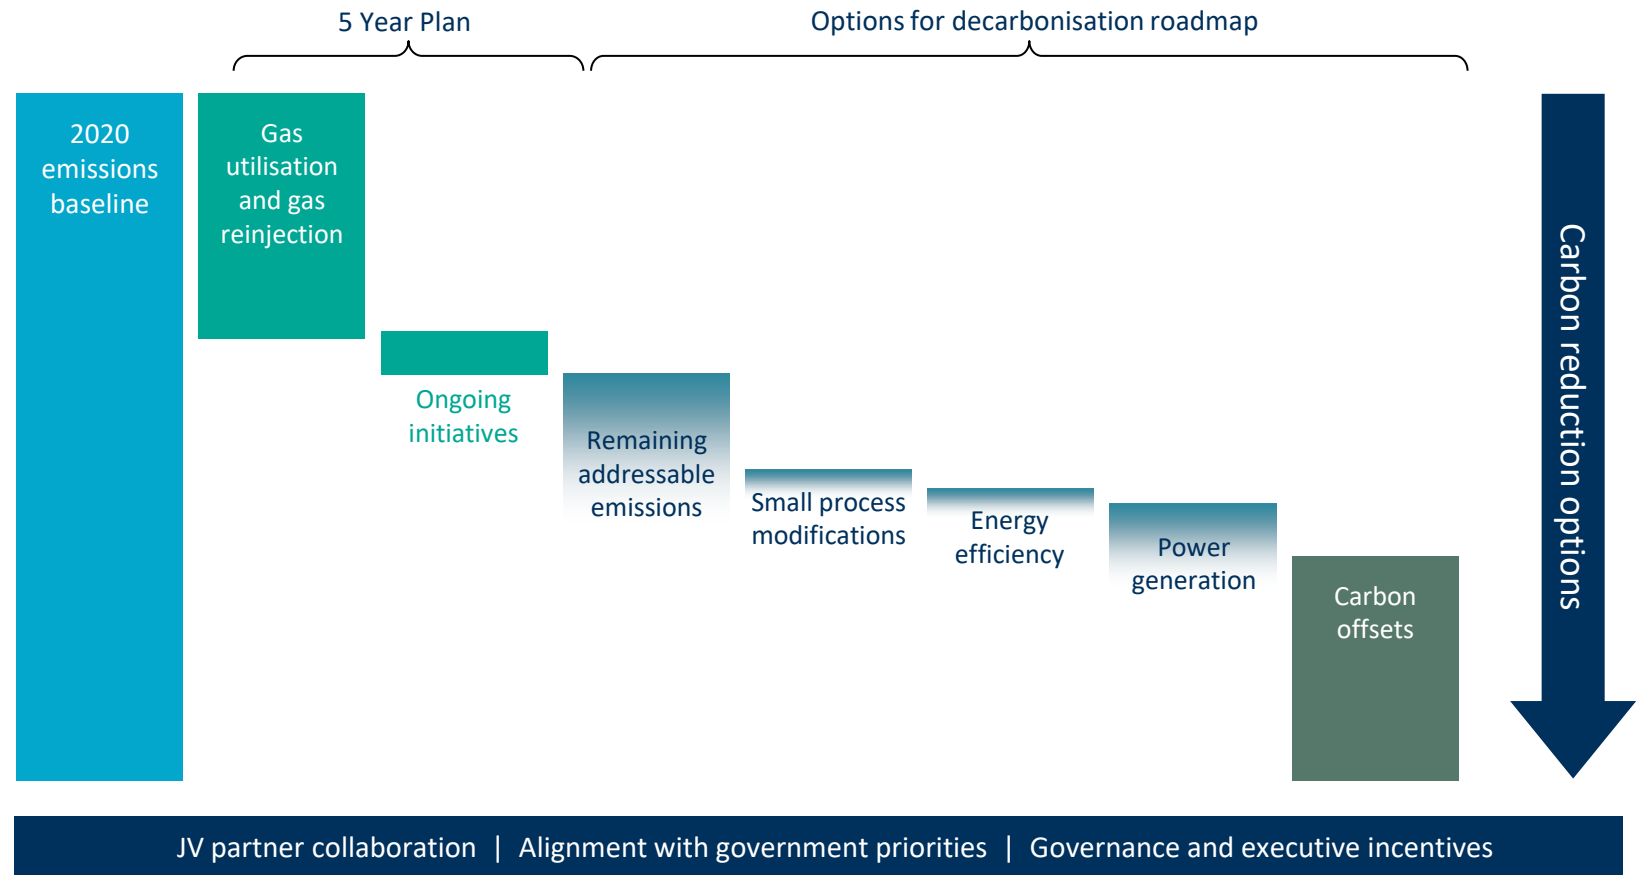 5 Year Plan
Options for decarbonisation roadmap
2020
emissions
baseline
Gas
utilisation
and gas
reinjection
Ongoing
initiatives
Remaining
addressable
emissions
Small process
modifications
Energy
efficiency
Power
generation
Carbon
offsets
Carbon reduction options
JV partner collaboration | Alignment with government priorities | Governance and executive incentives